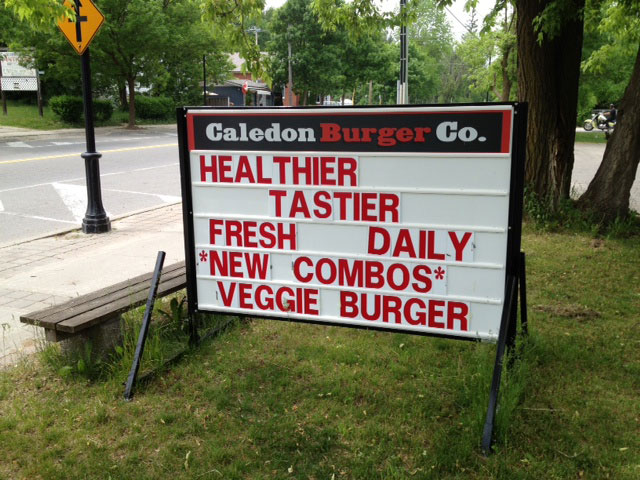 Caledon Burger Co.
HEALTHIER
TASTIER
FRESH DAILY
*NEW COMBOS*
VEGGIE BURGER